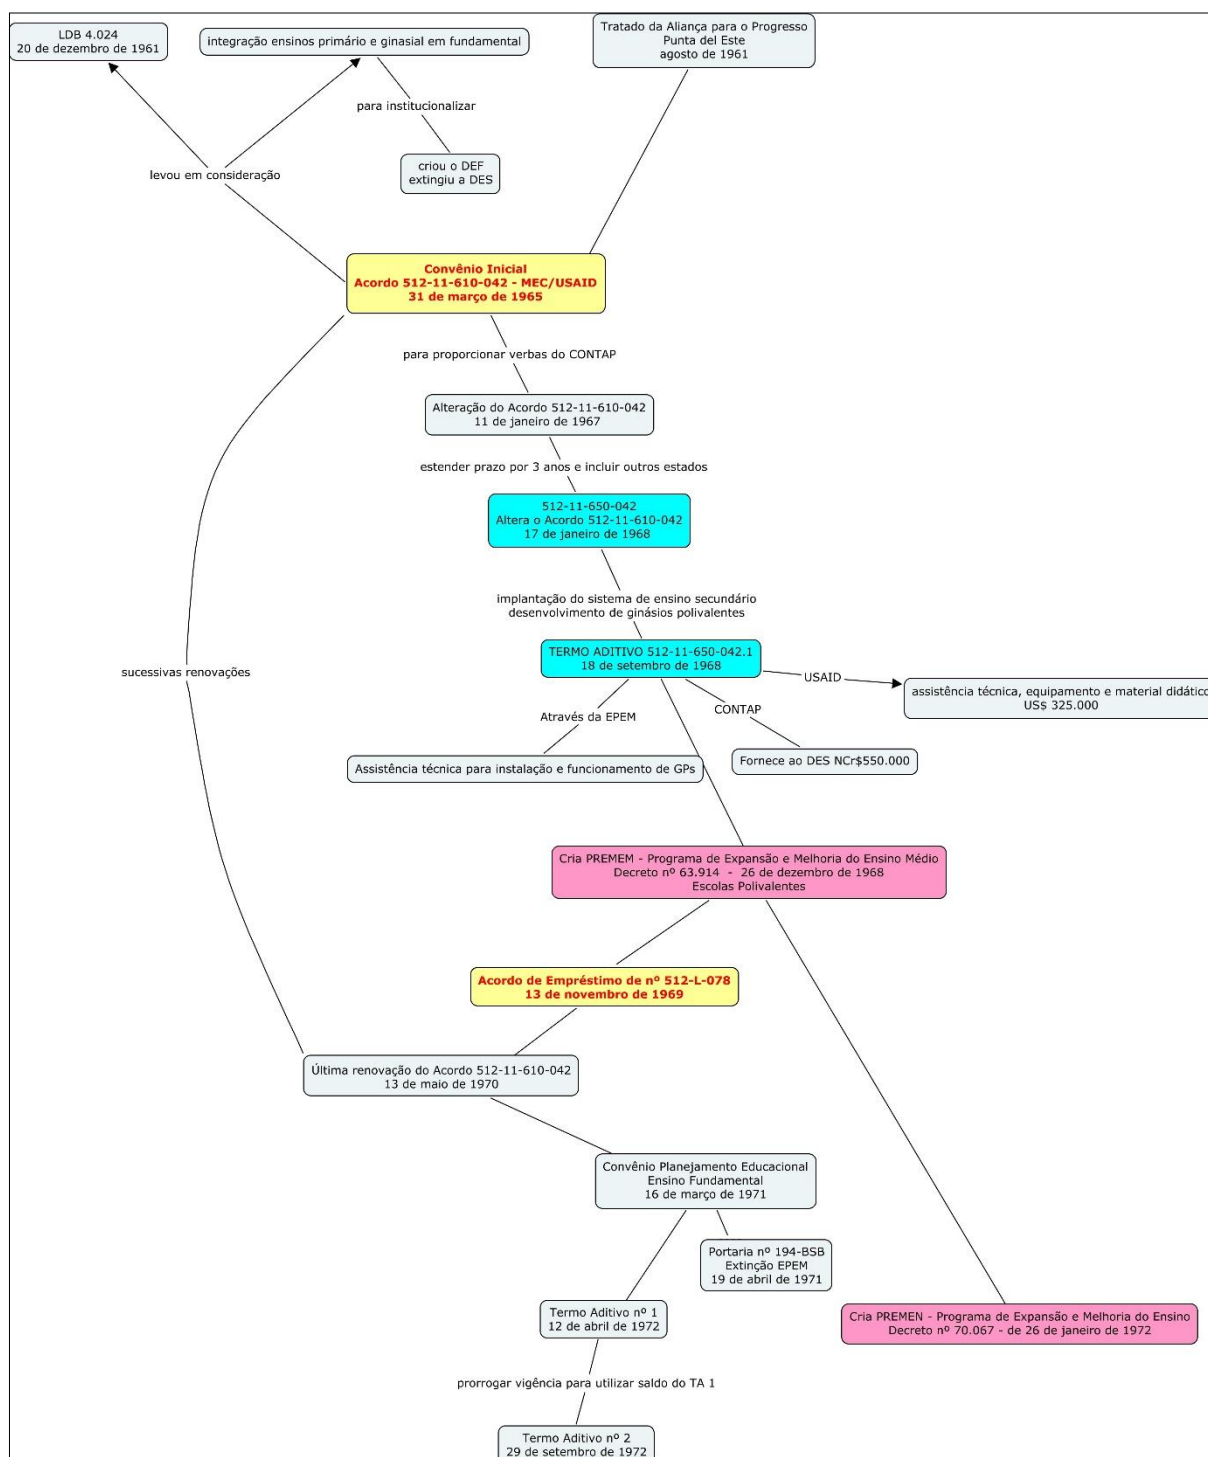 LDB 4.024
20 de dezembro de 1961
integração ensinos primário e ginasial em fundamental
Tratado da Aliança para o Progresso
Punta del Este
agosto de 1961
para institucionalizar
criou o DEF
extingiu a DES
levou em consideração
Convênio Inicial
Acordo 512-11-610-042 - MEC/USAID
31 de março de 1965
para proporcionar verbas do CONTAP
Alteração do Acordo 512-11-610-042
11 de janeiro de 1967
estender prazo por 3 anos e incluir outros estados
512-11-650-042
Altera o Acordo 512-11-610-042
17 de janeiro de 1968
implantação do sistema de ensino secundário
desenvolvimento de ginásios polivalentes
TERMO ADITIVO 512-11-650-042.1
18 de setembro de 1968
sucessivas renovações
USAID
assistência técnica, equipamento e material didático
US$ 325.000
Através da EPEM
CONTAP
Assistência técnica para instalação e funcionamento de GPs
Fornece ao DES NCr$550.000
Cria PREMEM - Programa de Expansão e Melhoria do Ensino Médio
Decreto nº 63.914 - 26 de dezembro de 1968
Escolas Polivalentes
Acordo de Empréstimo de nº 512-L-078
13 de novembro de 1969
Última renovação do Acordo 512-11-610-042
13 de maio de 1970
Convênio Planejamento Educacional
Ensino Fundamental
16 de março de 1971
Portaria nº 194-BSB
Extinção EPEM
19 de abril de 1971
Termo Aditivo nº 1
12 de abril de 1972
Cria PREMEN - Programa de Expansão e Melhoria do Ensino
Decreto nº 70.067 - de 26 de janeiro de 1972
prorrogar vigência para utilizar saldo do TA 1
Termo Aditivo nº 2
29 de setembro de 1972